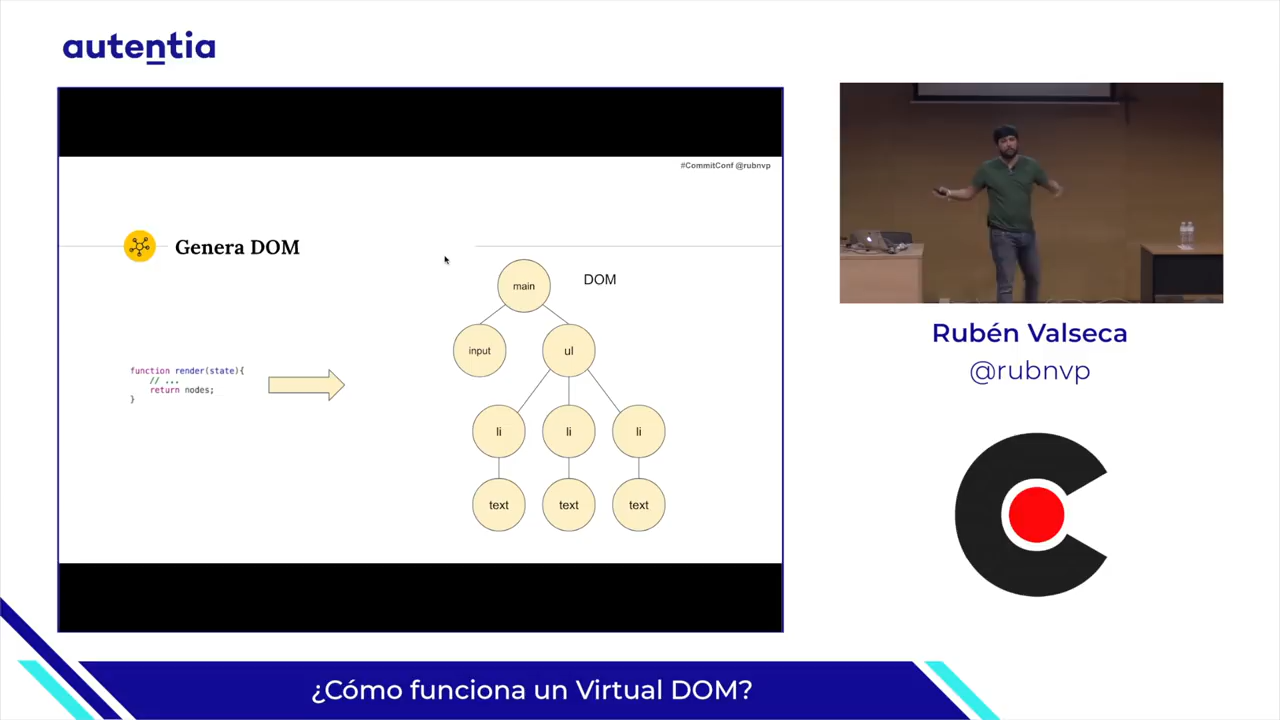 autentia
#CommitConf @rubnvp
Genera DOM
DOM
main
input
ul
function render(state){
// ...
return nodes;
}
li
li
li
text
text
text
Rubén Valseca
@rubnvp
¿Cómo funciona un Virtual DOM?